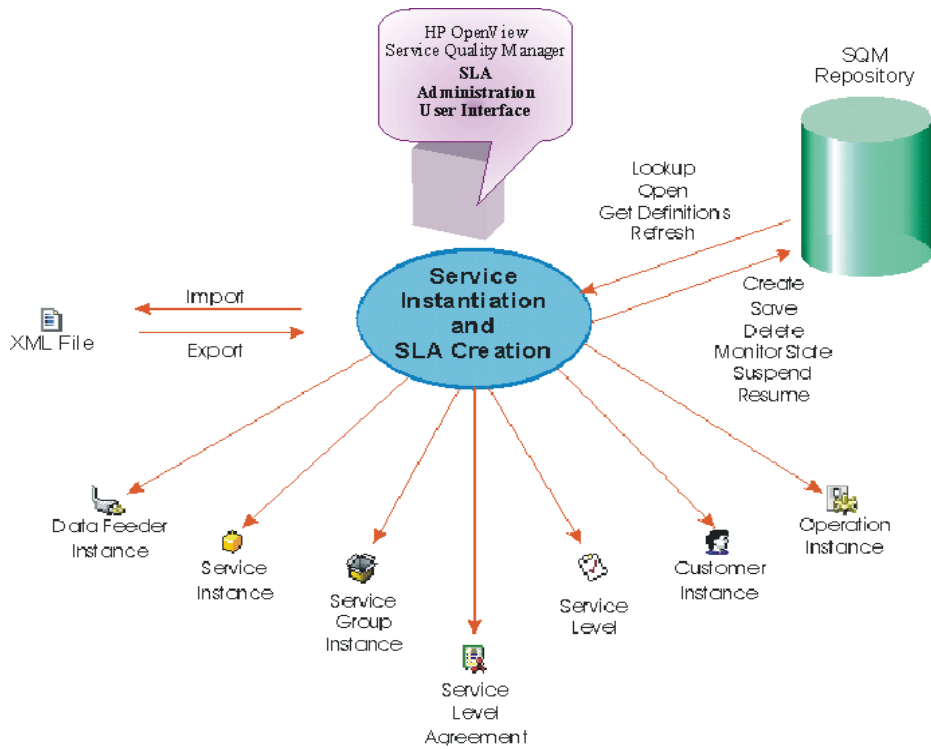 HP OpenView
Service Quality Manager
SLA
Administration
User Interface
SQM
Repository
Lookup
Open
Get Definitions
Refresh
Service
Instantiation
and
SLA Creation
Import
Export
XML File
Create
Save
Delete
Monitor State
Suspend
Resume
Data Feeder
Instance
Service
Instance
Service
Group
Instance
Service
Level
Agreement
Service
Level
Customer
Instance
Operation
Instance